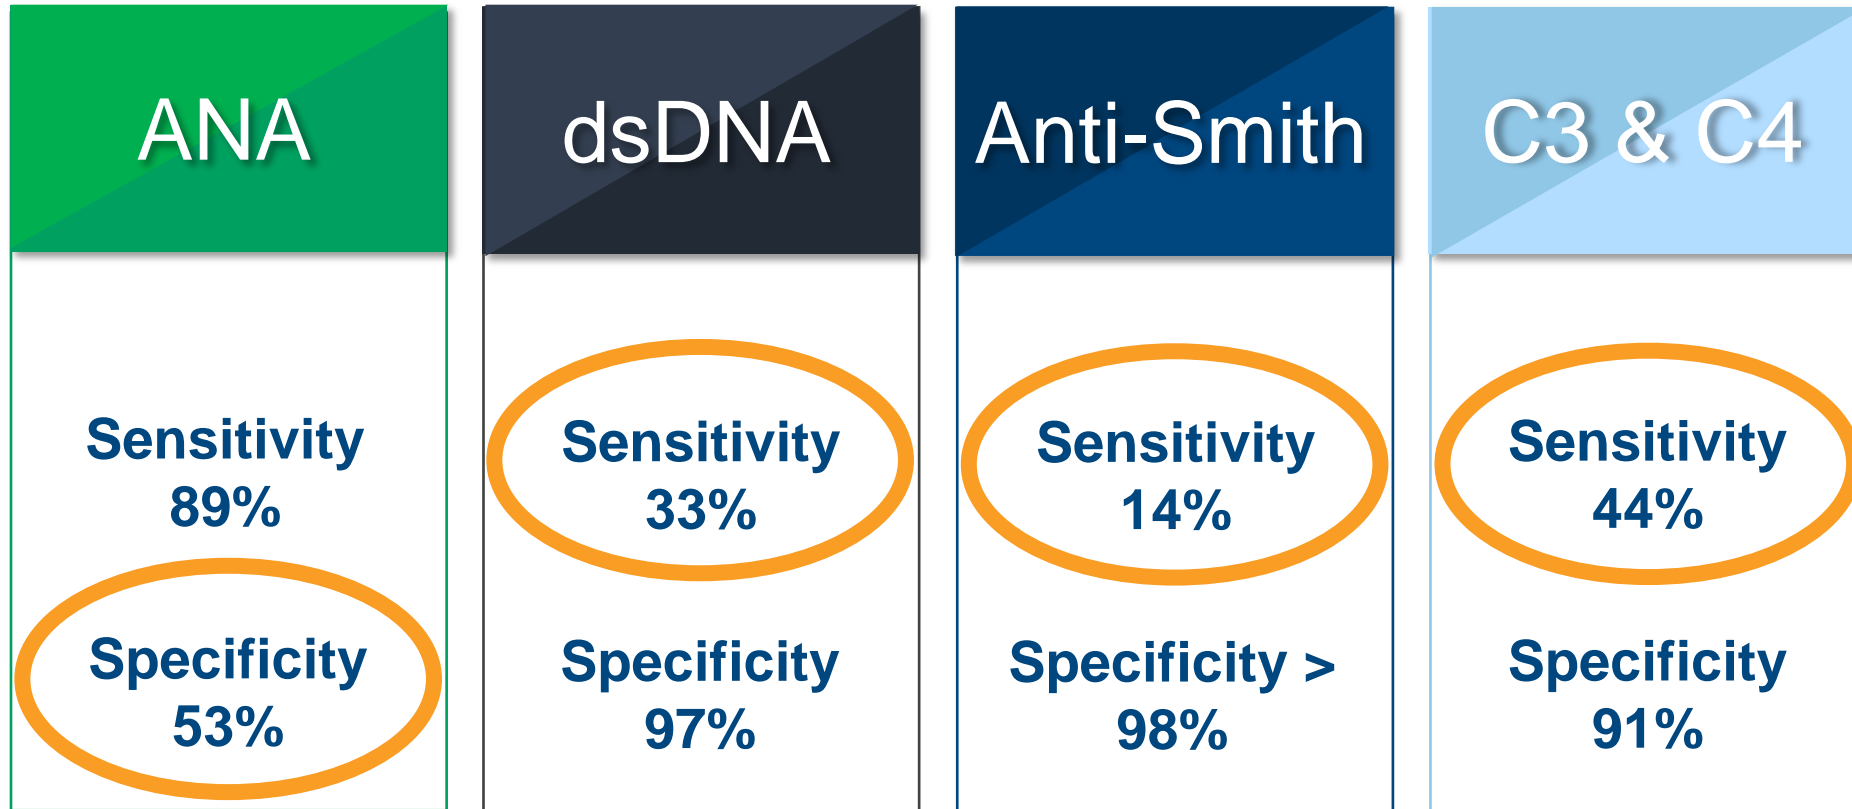 ANA
Sensitivity
89%
Specificity
53%
dsDNA
Sensitivity
33%
Specificity
97%
Anti-Smith
Sensitivity
14%
Specificity >
98%
C3 & C4
Sensitivity
44%
Specificity
91%